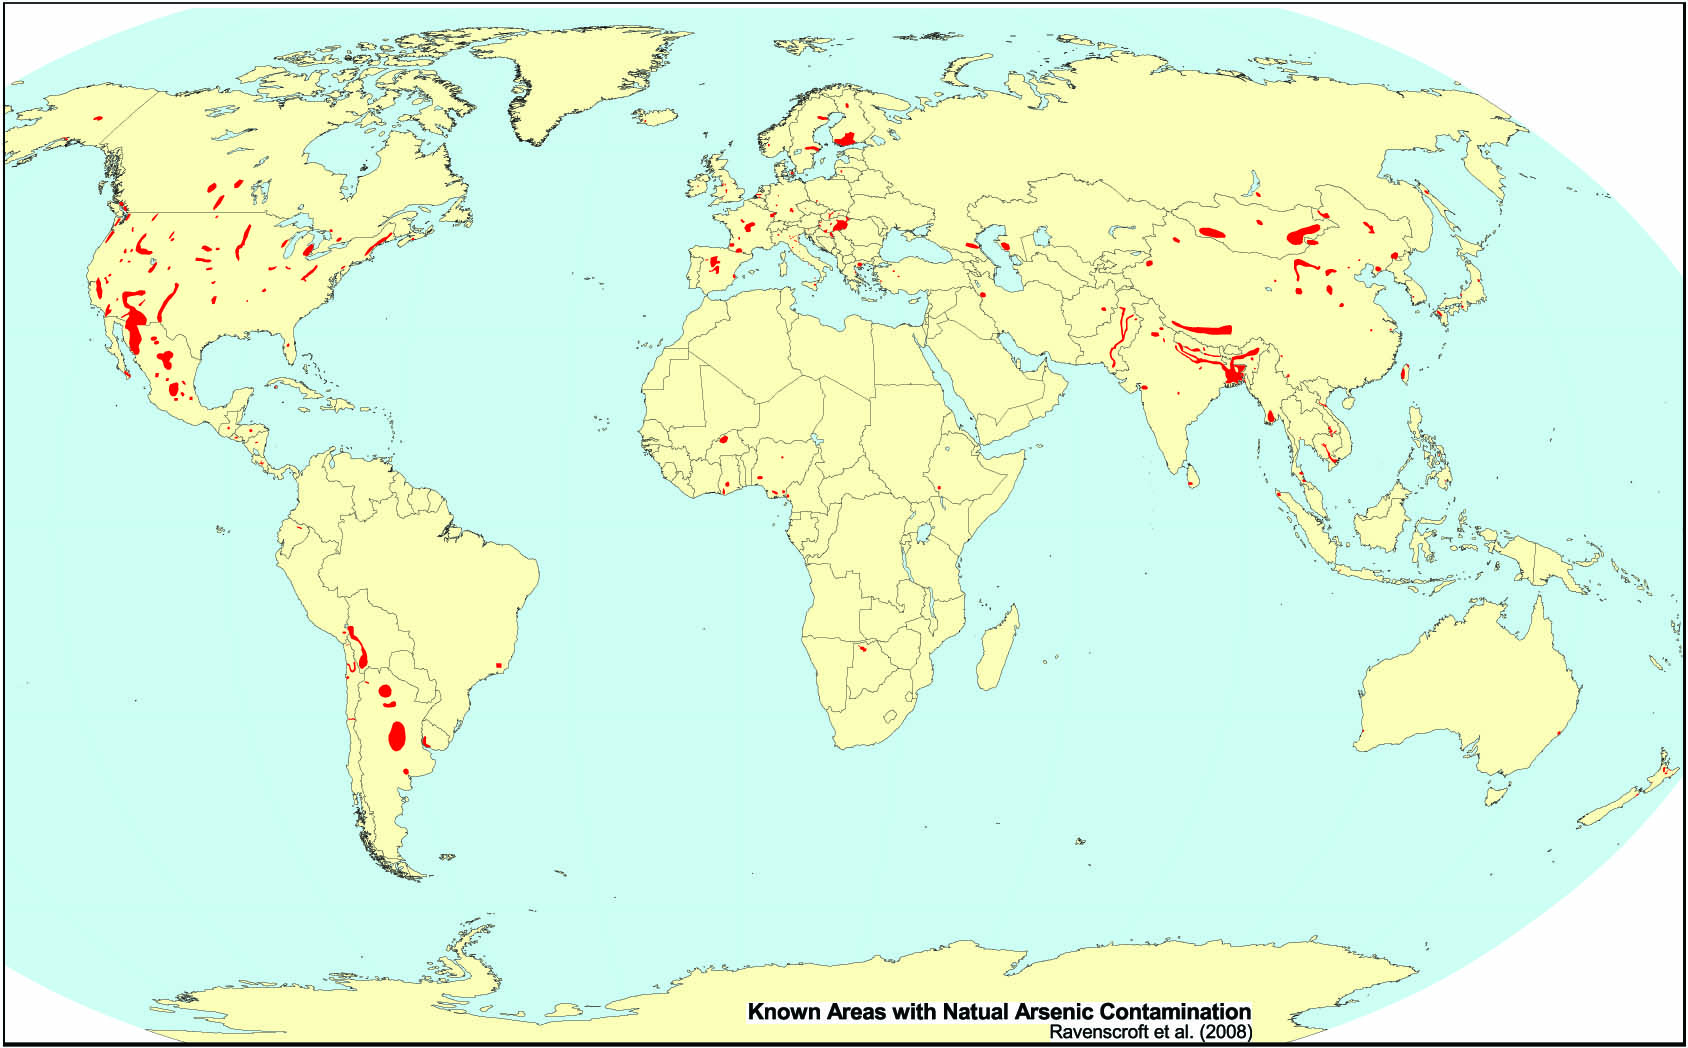 Known Areas with Natual Arsenic Contamination
Ravenscroft et al. (2008)